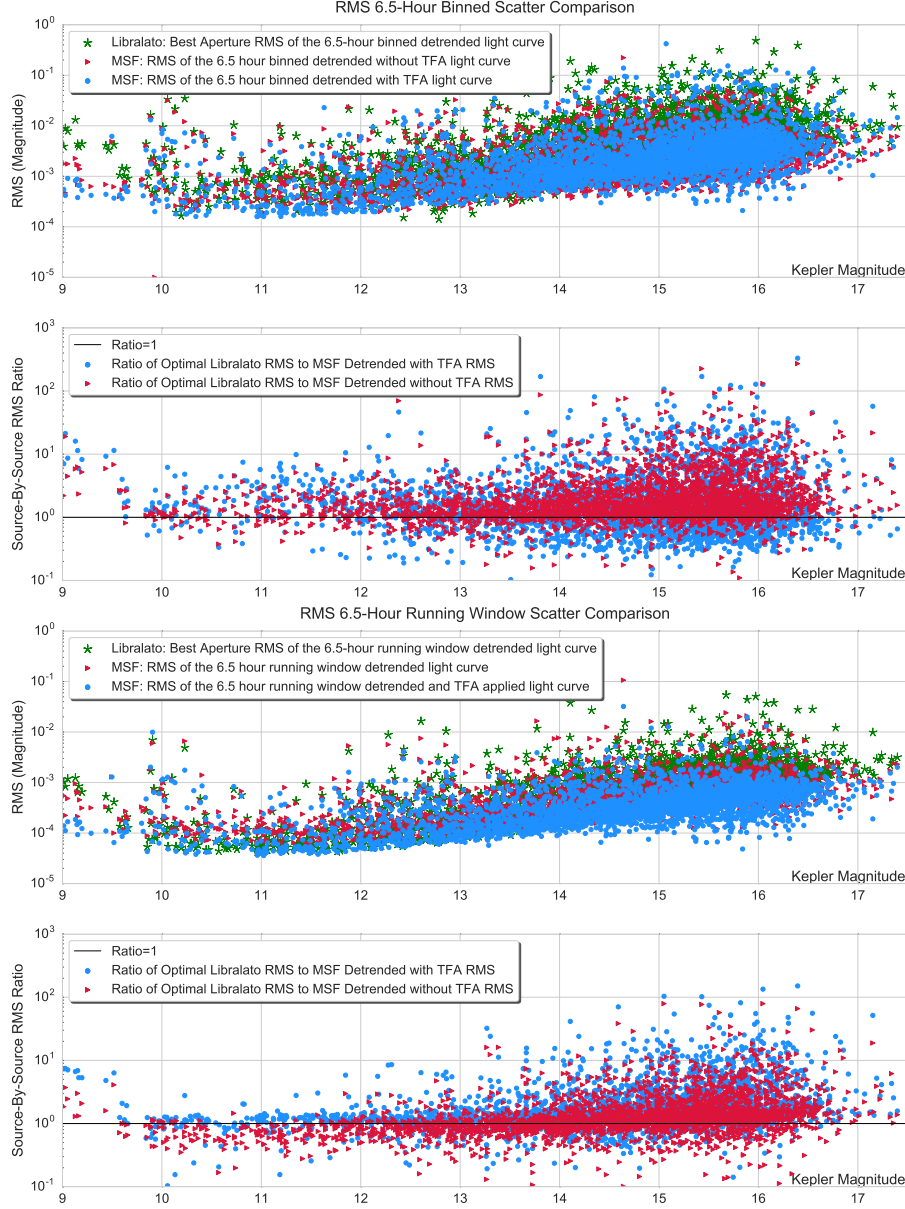 RMS 6.5-Hour Binned Scatter Comparison
10^0
10^-1
10^-2
10^-3
10^-4
10^-5
RMS (Magnitude)
Libralato: Best Aperture RMS of the 6.5-hour binned detrended light curve
MSF: RMS of the 6.5 hour binned detrended without TFA light curve
MSF: RMS of the 6.5 hour binned detrended with TFA light curve
Kepler Magnitude
9 10 11 12 13 14 15 16 17
10^3
10^2
10^1
10^0
10^-1
Source-By-Source RMS Ratio
Ratio=1
Ratio of Optimal Libralato RMS to MSF Detrended with TFA RMS
Ratio of Optimal Libralato RMS to MSF Detrended without TFA RMS
Kepler Magnitude
9 10 11 12 13 14 15 16 17
RMS 6.5-Hour Running Window Scatter Comparison
10^0
10^-1
10^-2
10^-3
10^-4
10^-5
RMS (Magnitude)
Libralato: Best Aperture RMS of the 6.5-hour running window detrended light curve
MSF: RMS of the 6.5 hour running window detrended light curve
MSF: RMS of the 6.5 hour running window detrended and TFA applied light curve
Kepler Magnitude
9 10 11 12 13 14 15 16 17
10^3
10^2
10^1
10^0
10^-1
Source-By-Source RMS Ratio
Ratio=1
Ratio of Optimal Libralato RMS to MSF Detrended with TFA RMS
Ratio of Optimal Libralato RMS to MSF Detrended without TFA RMS
Kepler Magnitude
9 10 11 12 13 14 15 16 17